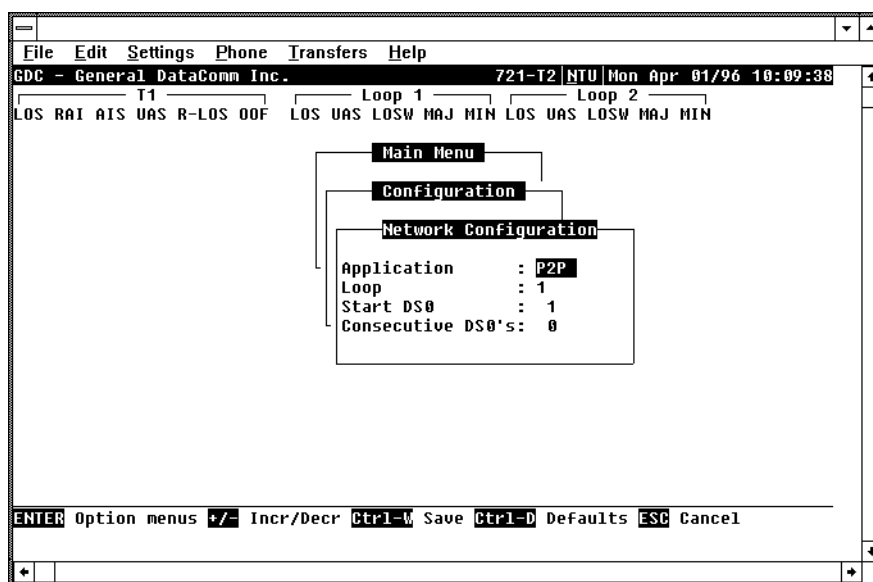 File Edit Settings Phone Transfers Help
GDC - General DataComm Inc. 721-T2 NTU Mon Apr 01/96 10:09:38
T1 Loop 1 Loop 2
LOS RAI AIS UAS R-LOS OOF LOS UAS LOSW MAJ MIN LOS UAS LOSW MAJ MIN
Main Menu
Configuration
Network Configuration
Application : P2P
Loop : 1
Start DS0 : 1
Consecutive DS0's: 0
ENTER Option menus +/- Incr/Decr Ctrl-W Save Ctrl-D Defaults ESC Cancel